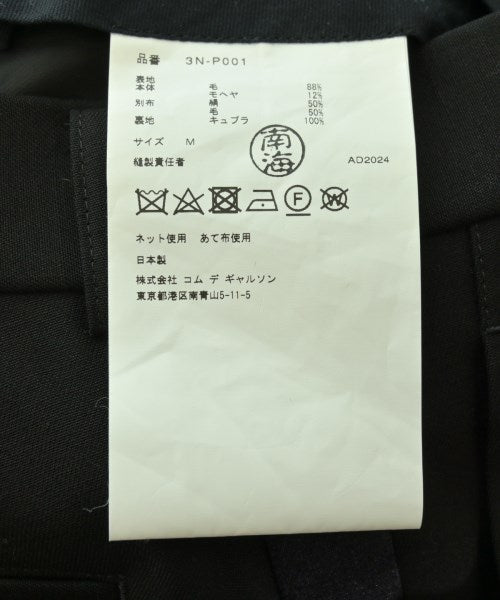 品番 3N-P001
表地
本体 毛 88%
モヘヤ 12%
別布 絹 50%
毛 50%
裏地 キュプラ 100%
サイズ M
縫製責任者 南海 AD2024
F W
ネット使用 あて布使用
日本製
株式会社 コム デ ギャルソン
東京都港区南青山5-11-5